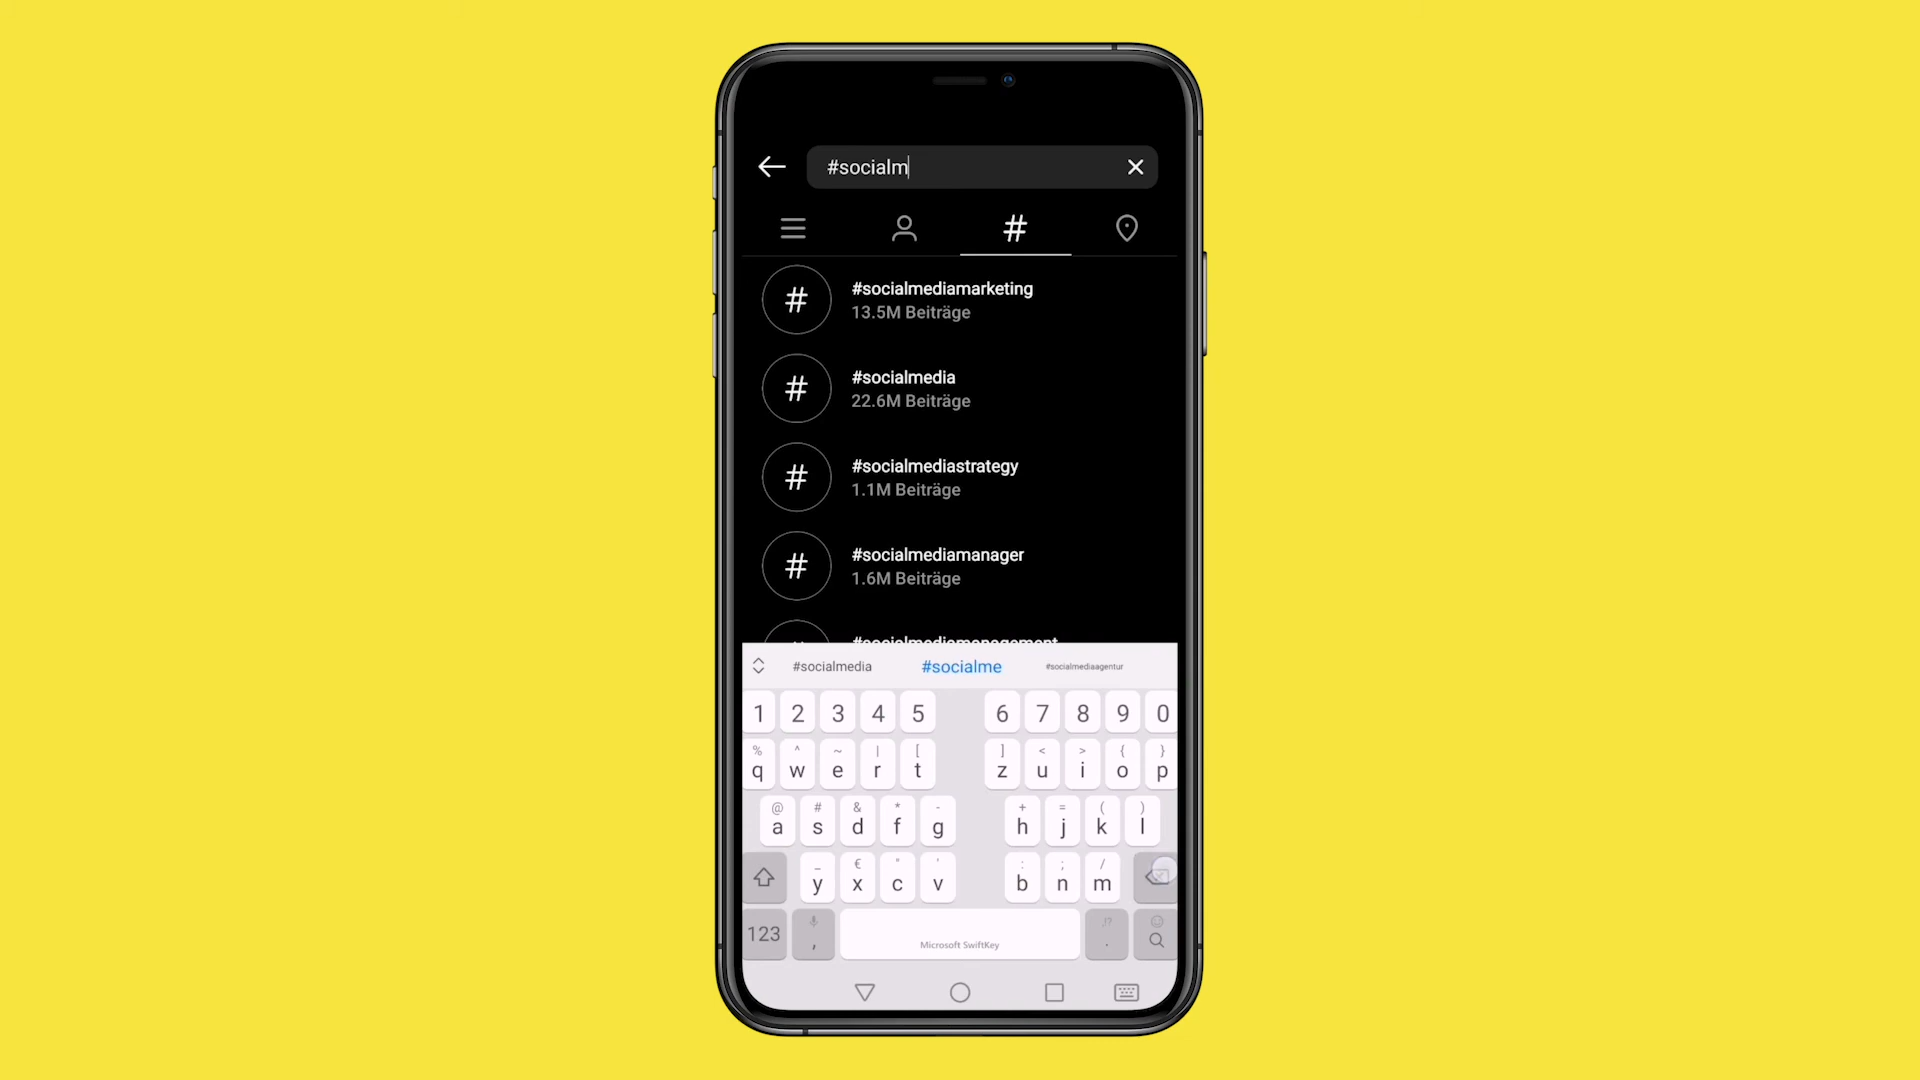 #socialm
#
# #socialmediamarketing
13.5M Beiträge
# #socialmedia
22.6M Beiträge
# #socialmediastrategy
1.1M Beiträge
# #socialmediamanager
1.6M Beiträge
#socialmediamanagement
#socialmedia #socialme #socialmediaagentur
1 2 3 4 5 6 7 8 9 0
% ^ ~ | [ ] < > { }
q w e r t z u i o p
@ # & * - + = ( )
a s d f g h j k l
_ € " ' : ; /
y x c v b n m
!?
123 , .
Microsoft SwiftKey